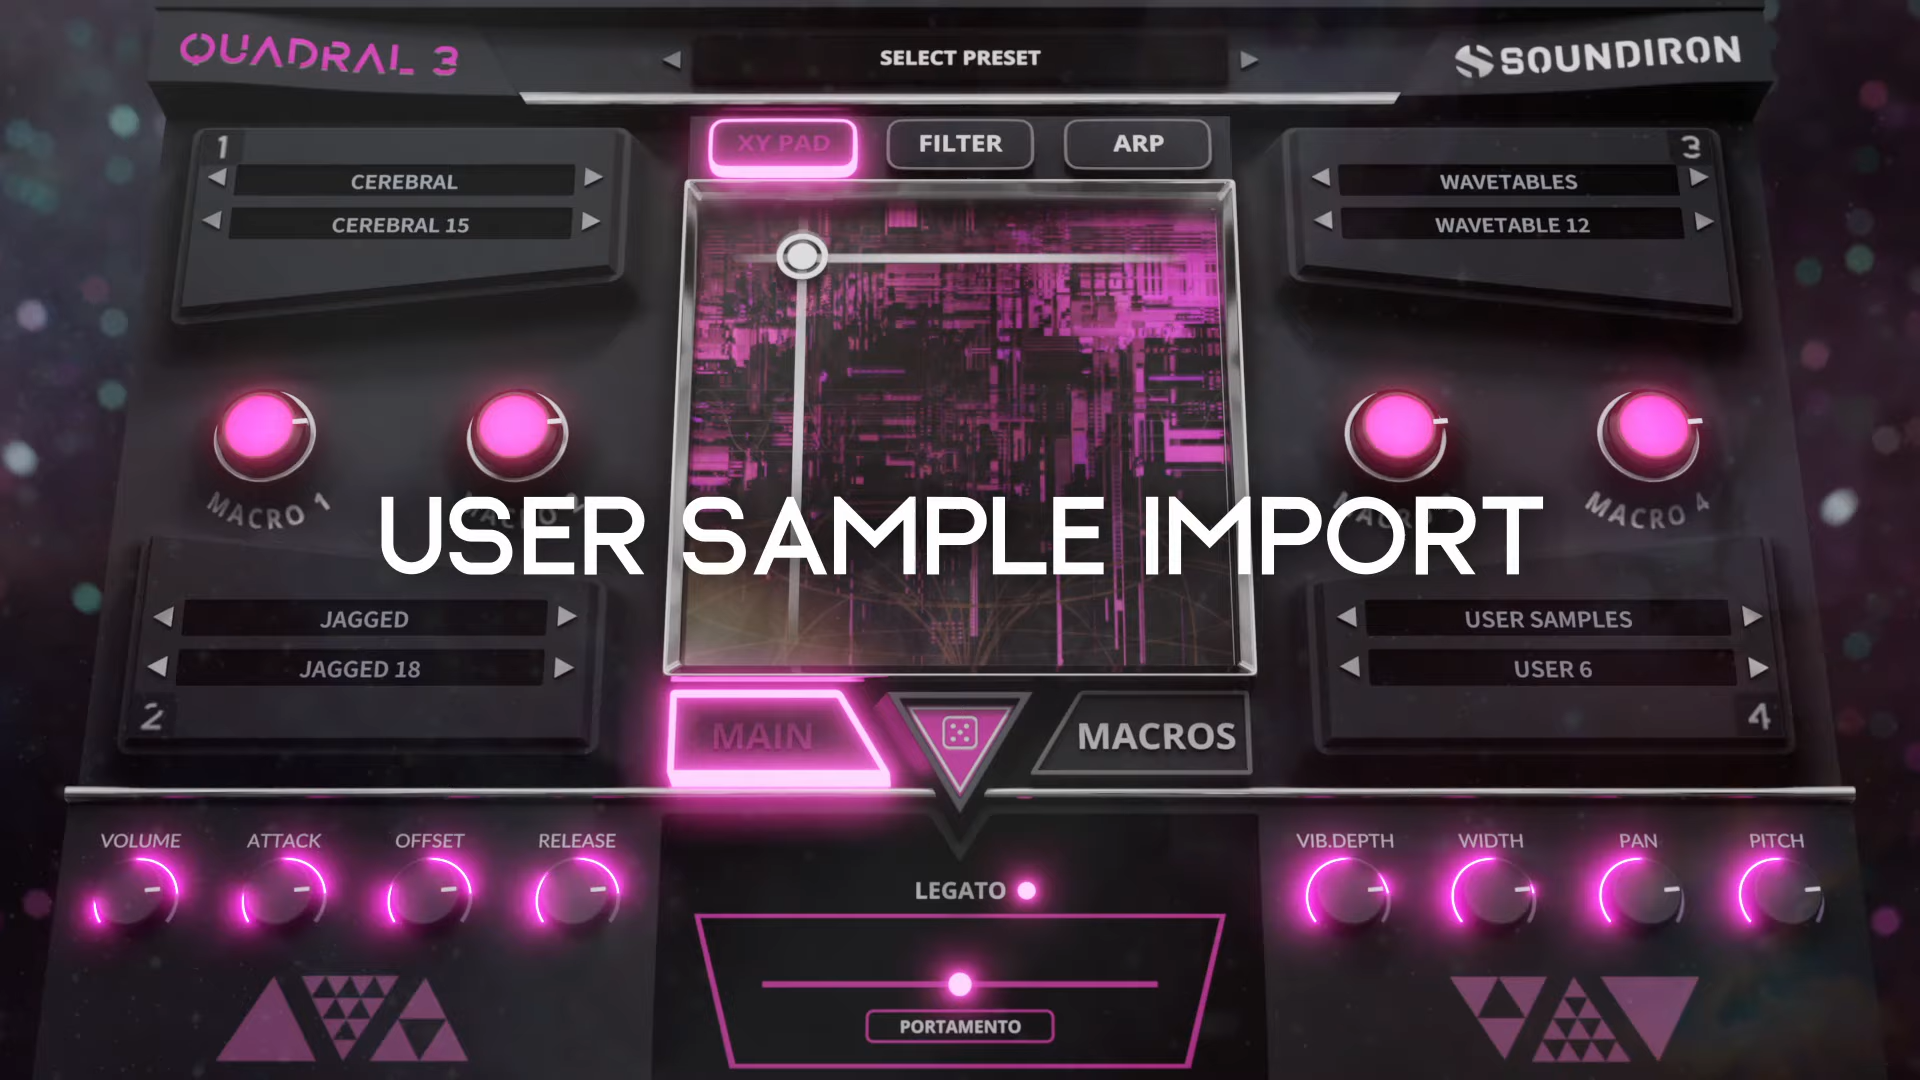 QUADRAL 3
SELECT PRESET
SOUNDIRON
XY PAD
FILTER
ARP
1
CEREBRAL
CEREBRAL 15
3
WAVETABLES
WAVETABLE 12
MACRO 1
MACRO 4
USER SAMPLE IMPORT
JAGGED
JAGGED 18
2
USER SAMPLES
USER 6
4
MAIN
MACROS
VOLUME
ATTACK
OFFSET
RELEASE
VIB.DEPTH
WIDTH
PAN
PITCH
LEGATO
PORTAMENTO